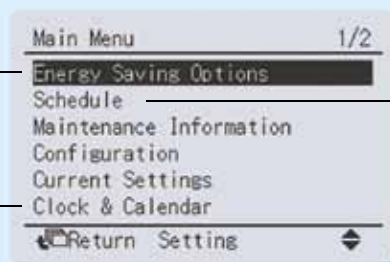 Main Menu 1/2
Energy Saving Options
Schedule
Maintenance Information
Configuration
Current Settings
Clock & Calendar
Return Setting